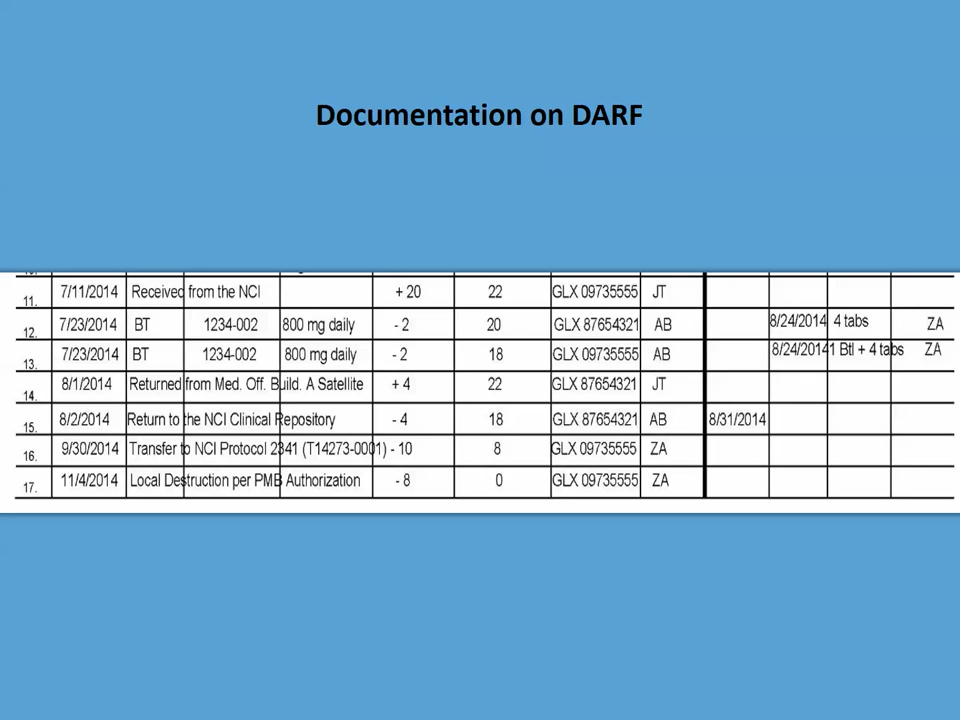 Documentation on DARF
11. 7/11/2014 Received from the NCI + 20 22 GLX 09735555 JT
12. 7/23/2014 BT 1234-002 800 mg daily - 2 20 GLX 87654321 AB 8/24/2014 4 tabs ZA
13. 7/23/2014 BT 1234-002 800 mg daily - 2 18 GLX 09735555 AB 8/24/2014 1 Btl + 4 tabs ZA
14. 8/1/2014 Returned from Med. Off. Build. A Satellite + 4 22 GLX 87654321 JT
15. 8/2/2014 Return to the NCI Clinical Repository - 4 18 GLX 87654321 AB 8/31/2014
16. 9/30/2014 Transfer to NCI Protocol 2341 (T14273-0001) - 10 8 GLX 09735555 ZA
17. 11/4/2014 Local Destruction per PMB Authorization - 8 0 GLX 09735555 ZA